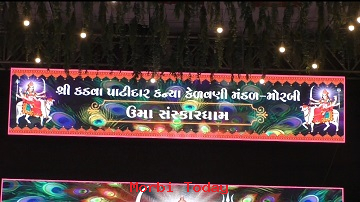 શ્રી કડવા પાટીદાર કન્યા કેળવણી મંડળ-મોરબી
ઉમા સંસ્કારધામ
Morbi Today